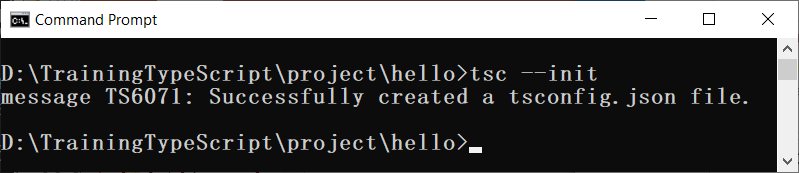 Command Prompt
D:\TrainingTypeScript\project\hello>tsc --init
message TS6071: Successfully created a tsconfig.json file.
D:\TrainingTypeScript\project\hello>